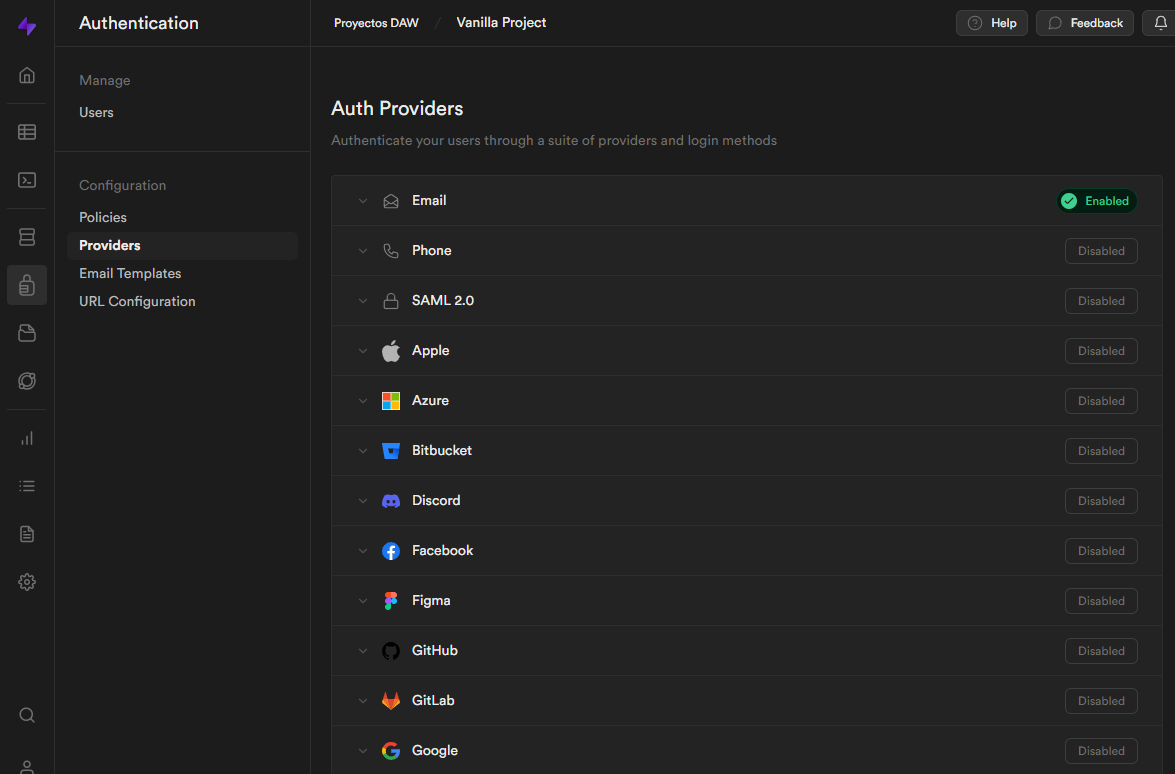 Authentication
Proyectos DAW / Vanilla Project
Help
Feedback
Manage
Users
Configuration
Policies
Providers
Email Templates
URL Configuration
Auth Providers
Authenticate your users through a suite of providers and login methods
Email Enabled
Phone Disabled
SAML 2.0 Disabled
Apple Disabled
Azure Disabled
Bitbucket Disabled
Discord Disabled
Facebook Disabled
Figma Disabled
GitHub Disabled
GitLab Disabled
Google Disabled